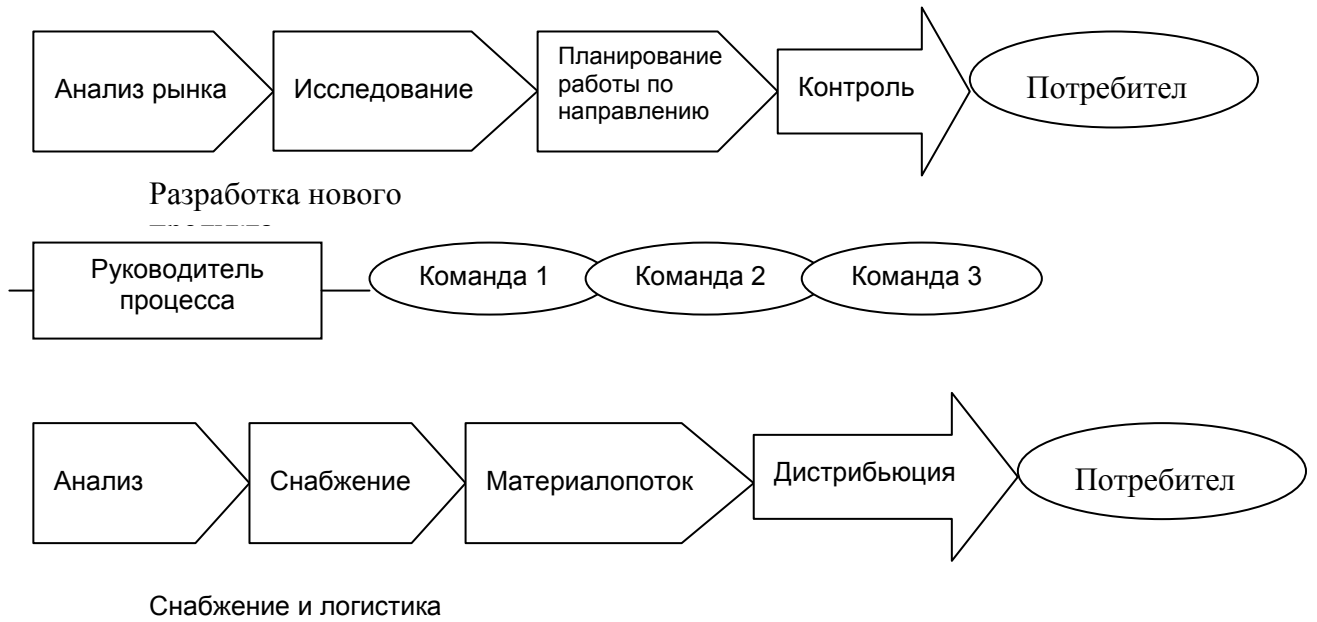 Анализ рынка
Исследование
Планирование
работы по
направлению
Контроль
Потребител
Разработка нового
Руководитель
процесса
Команда 1
Команда 2
Команда 3
Анализ
Снабжение
Материалопоток
Дистрибьюция
Потребител
Снабжение и логистика